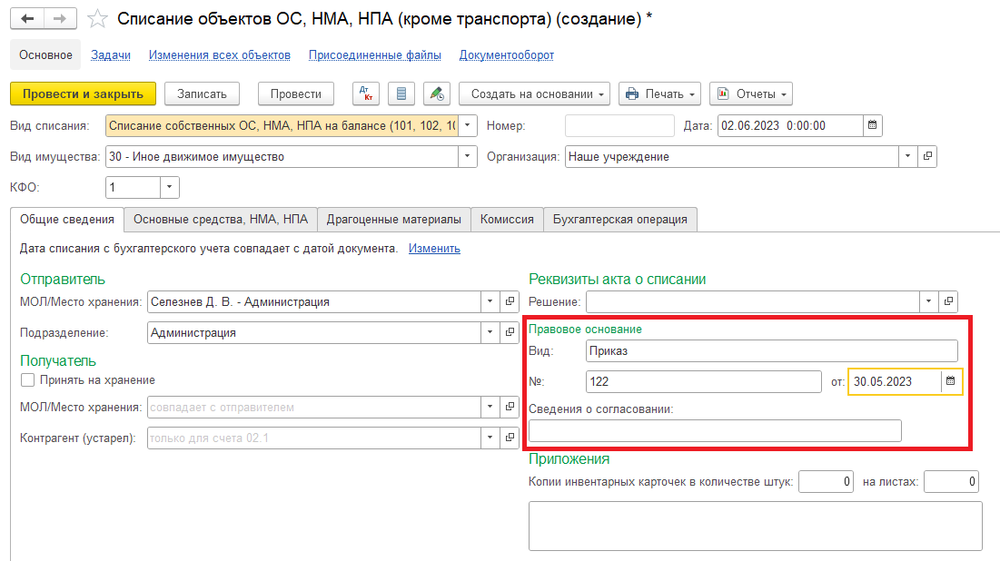 Списание объектов ОС, НМА, НПА (кроме транспорта) (создание) *
Основное Задачи Изменения всех объектов Присоединенные файлы Документооборот
Провести и закрыть Записать Провести Дт Кт Создать на основании Печать Отчеты
Вид списания: Списание собственных ОС, НМА, НПА на балансе (101, 102, 10 Номер: Дата: 02.06.2023 0:00:00
Вид имущества: 30 - Иное движимое имущество Организация: Наше учреждение
КФО: 1
Общие сведения Основные средства, НМА, НПА Драгоценные материалы Комиссия Бухгалтерская операция
Дата списания с бухгалтерского учета совпадает с датой документа. Изменить
Отправитель Реквизиты акта о списании
МОЛ/Место хранения: Селезнев Д. В. - Администрация Решение:
Правовое основание
Подразделение: Администрация Вид: Приказ
Получатель
Принять на хранение №: 122 от: 30.05.2023
МОЛ/Место хранения: совпадает с отправителем Сведения о согласовании:
Контрагент (устарел): только для счета 02.1
Приложения
Копии инвентарных карточек в количестве штук: 0 на листах: 0